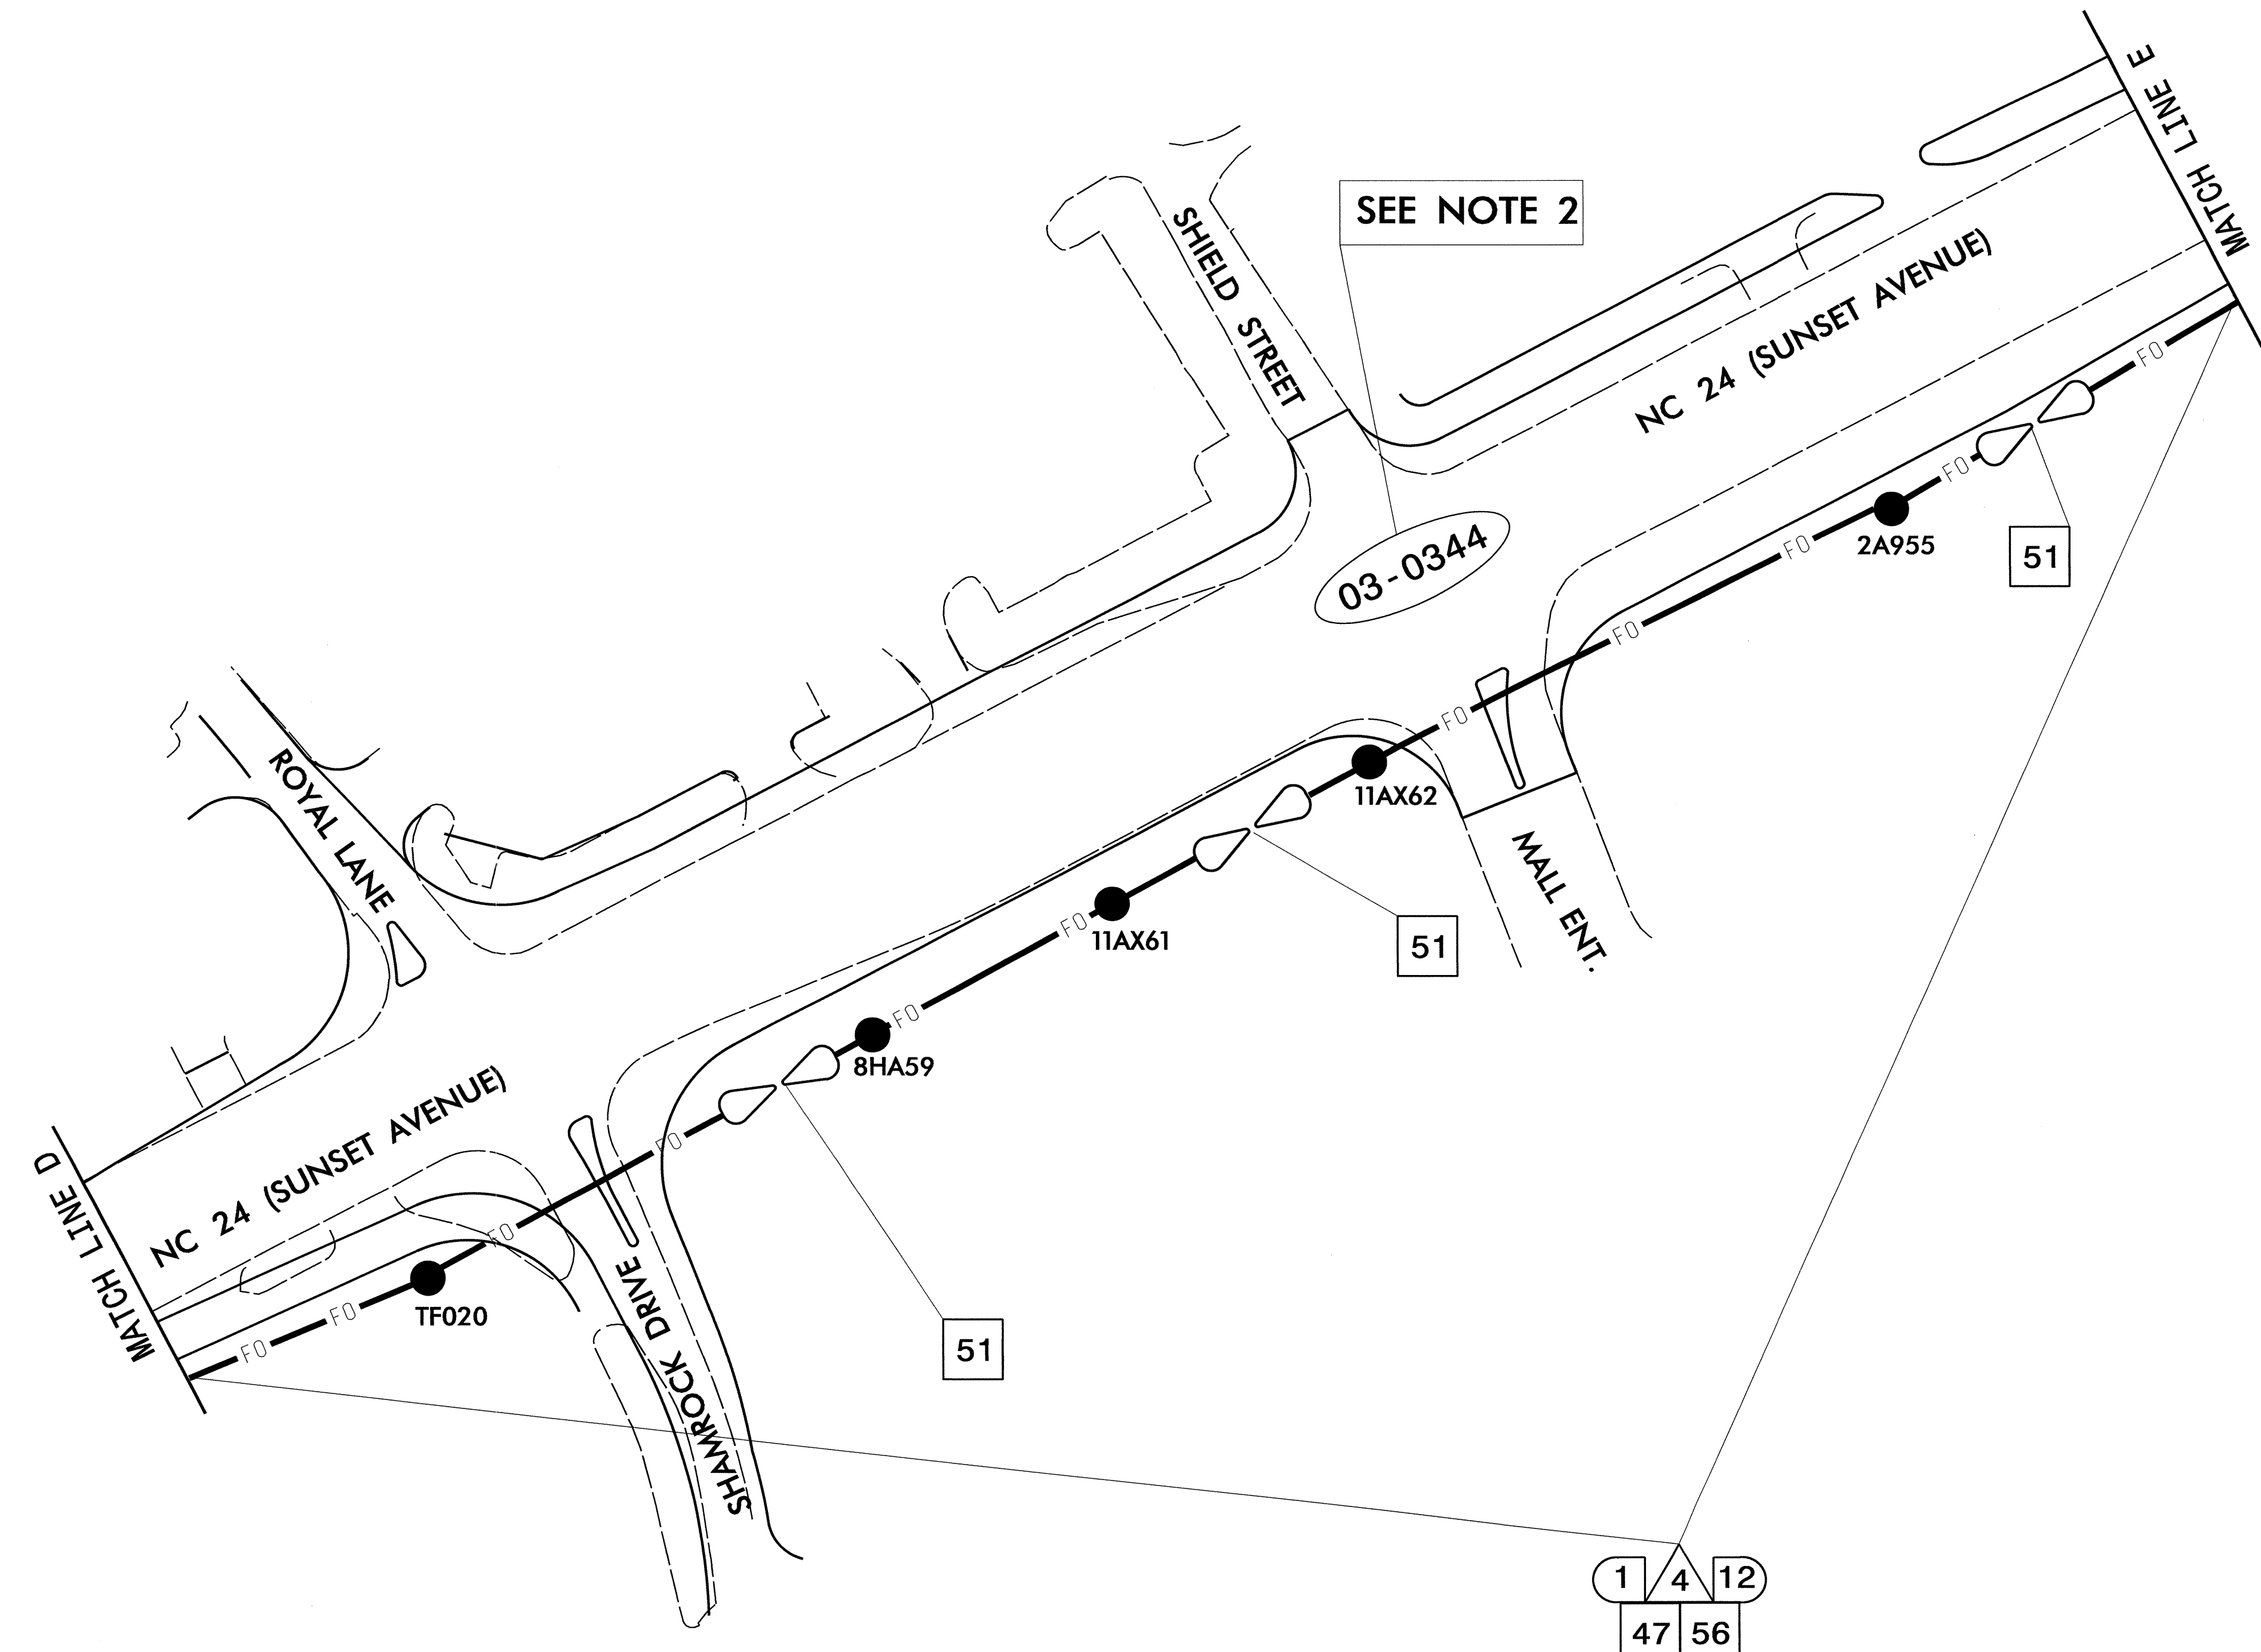 MATCH LINE E
SEE NOTE 2
SHIELD STREET
NC 24 (SUNSET AVENUE)
FO
FO
03-0344
2A955
51
FO
FO
FO
11AX62
ROYAL LANE
MALL ENT.
FO
11AX61
51
FO
8HA59
NC 24 (SUNSET AVENUE)
FO
MATCH LINE D
FO
TF020
SHAMROCK DRIVE
FO
FO
51
1 4 12
47 56